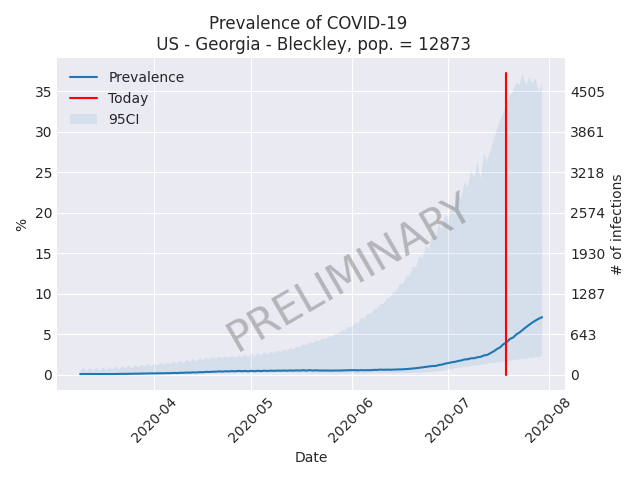 Prevalence of COVID-19
US - Georgia - Bleckley, pop. = 12873
Prevalence
Today
95CI
35
30
25
20
15
10
5
0
%
4505
3861
3218
2574
1930
1287
643
0
# of infections
PRELIMINARY
2020-04
2020-05
2020-06
2020-07
2020-08
Date